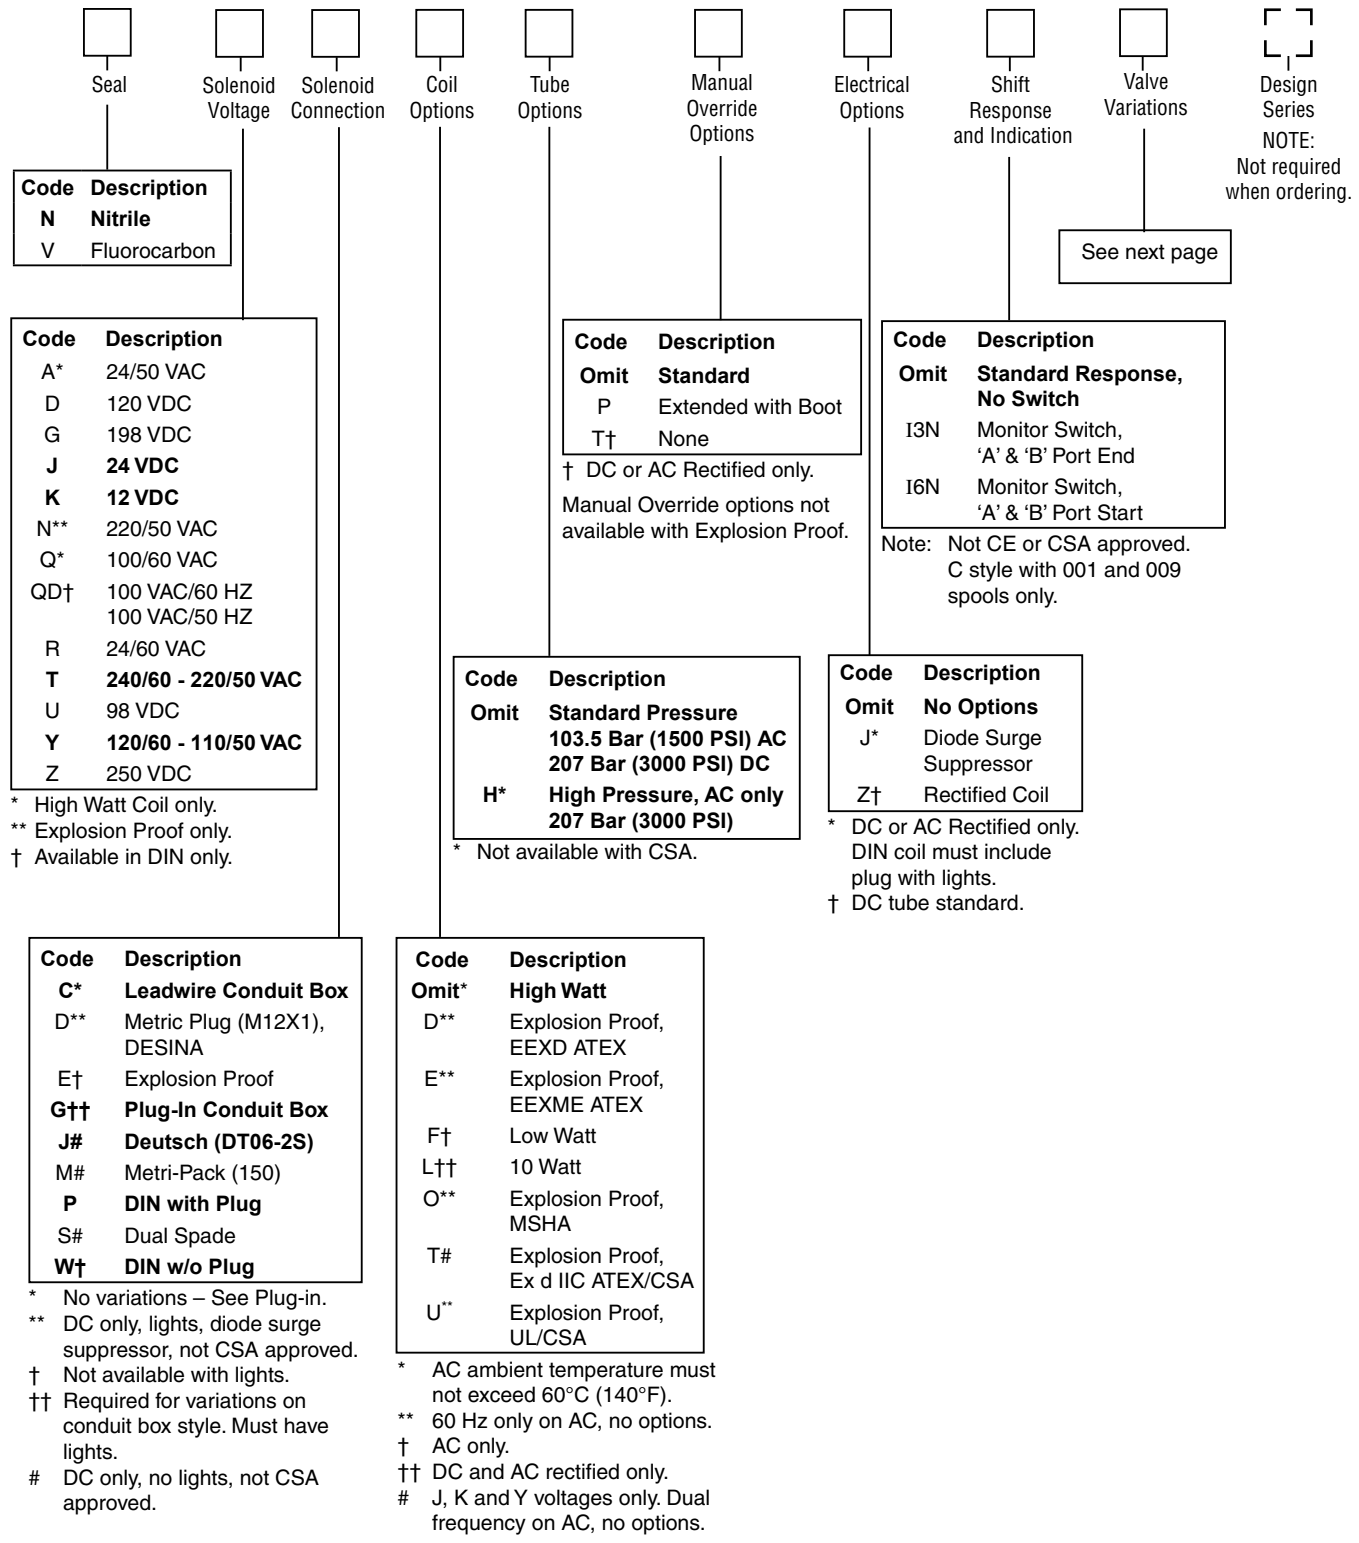 Seal
Solenoid
Voltage
Solenoid
Connection
Coil
Options
Tube
Options
Manual
Override
Options
Electrical
Options
Shift
Response
and Indication
Valve
Variations
Design
Series
NOTE:
Not required
when ordering.
Code Description
N Nitrile
V Fluorocarbon
See next page
Code Description
A* 24/50 VAC
D 120 VDC
G 198 VDC
J 24 VDC
K 12 VDC
N** 220/50 VAC
Q* 100/60 VAC
QD† 100 VAC/60 HZ
100 VAC/50 HZ
R 24/60 VAC
T 240/60 - 220/50 VAC
U 98 VDC
Y 120/60 - 110/50 VAC
Z 250 VDC
* High Watt Coil only.
** Explosion Proof only.
† Available in DIN only.
Code Description
Omit Standard
P Extended with Boot
T† None
† DC or AC Rectified only.
Manual Override options not
available with Explosion Proof.
Code Description
Omit Standard Response,
No Switch
I3N Monitor Switch,
‘A’ & ‘B’ Port End
I6N Monitor Switch,
‘A’ & ‘B’ Port Start
Note: Not CE or CSA approved.
C style with 001 and 009
spools only.
Code Description
Omit Standard Pressure
103.5 Bar (1500 PSI) AC
207 Bar (3000 PSI) DC
H* High Pressure, AC only
207 Bar (3000 PSI)
* Not available with CSA.
Code Description
Omit No Options
J* Diode Surge
Suppressor
Z† Rectified Coil
* DC or AC Rectified only.
DIN coil must include
plug with lights.
† DC tube standard.
Code Description
C* Leadwire Conduit Box
D** Metric Plug (M12X1),
DESINA
E† Explosion Proof
G†† Plug-In Conduit Box
J# Deutsch (DT06-2S)
M# Metri-Pack (150)
P DIN with Plug
S# Dual Spade
W† DIN w/o Plug
* No variations – See Plug-in.
** DC only, lights, diode surge
suppressor, not CSA approved.
† Not available with lights.
†† Required for variations on
conduit box style. Must have
lights.
# DC only, no lights, not CSA
approved.
Code Description
Omit* High Watt
D** Explosion Proof,
EEXD ATEX
E** Explosion Proof,
EEXME ATEX
F† Low Watt
L†† 10 Watt
O** Explosion Proof,
MSHA
T# Explosion Proof,
Ex d IIC ATEX/CSA
U** Explosion Proof,
UL/CSA
* AC ambient temperature must
not exceed 60°C (140°F).
** 60 Hz only on AC, no options.
† AC only.
†† DC and AC rectified only.
# J, K and Y voltages only. Dual
frequency on AC, no options.